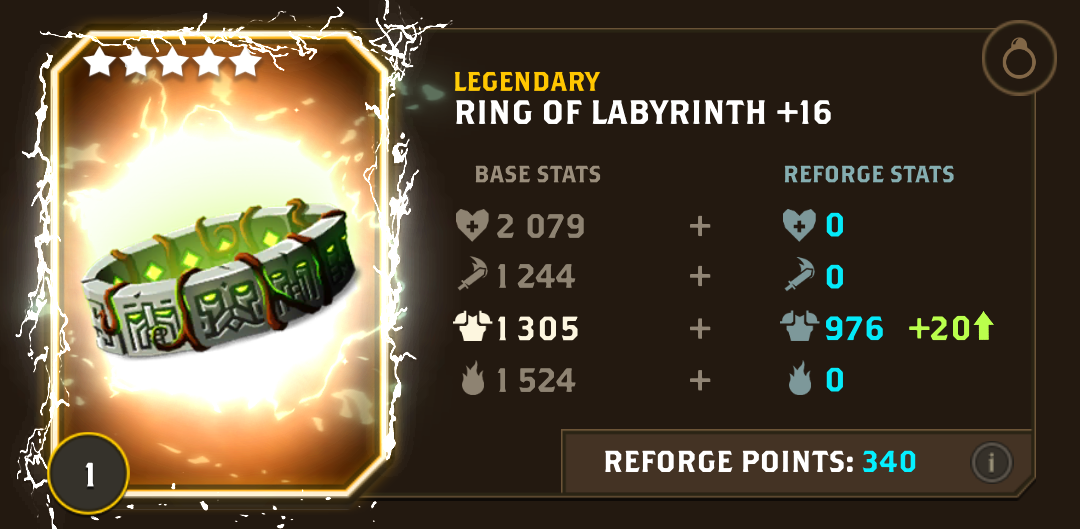 LEGENDARY
RING OF LABYRINTH +16
BASE STATS REFORGE STATS
2 079 + 0
1 244 + 0
1 305 + 976 +20
1 524 + 0
1 REFORGE POINTS: 340 i